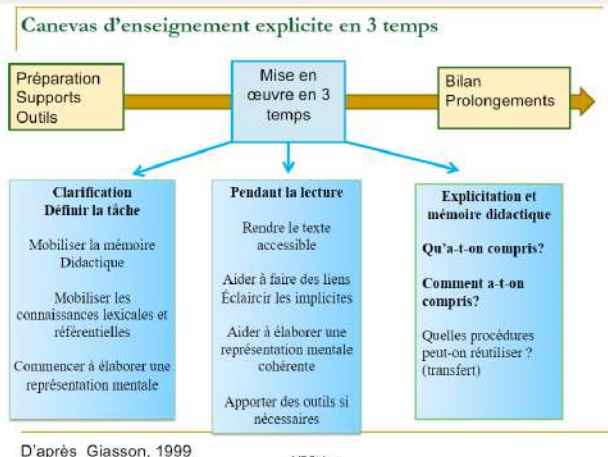 Canevas d'enseignement explicite en 3 temps
Préparation
Supports
Outils
Mise en
œuvre en 3
temps
Bilan
Prolongements
Clarification
Définir la tâche
Mobiliser la mémoire
Didactique
Mobiliser les
connaissances lexicales et
référentielles
Commencer à élaborer une
représentation mentale
Pendant la lecture
Rendre le texte
accessible
Aider à faire des liens
Éclaircir les implicites
Aider à élaborer une
représentation mentale
cohérente
Apporter des outils si
nécessaires
Explicitation et
mémoire didactique
Qu'a-t-on compris?
Comment a-t-on
compris?
Quelles procédures
peut-on réutiliser ?
(transfert)
D'après Giasson, 1999